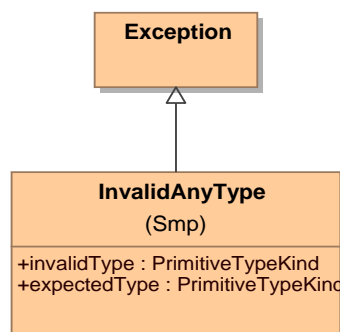 Exception
InvalidAnyType
(Smp)
+invalidType : PrimitiveTypeKind
+expectedType : PrimitiveTypeKind